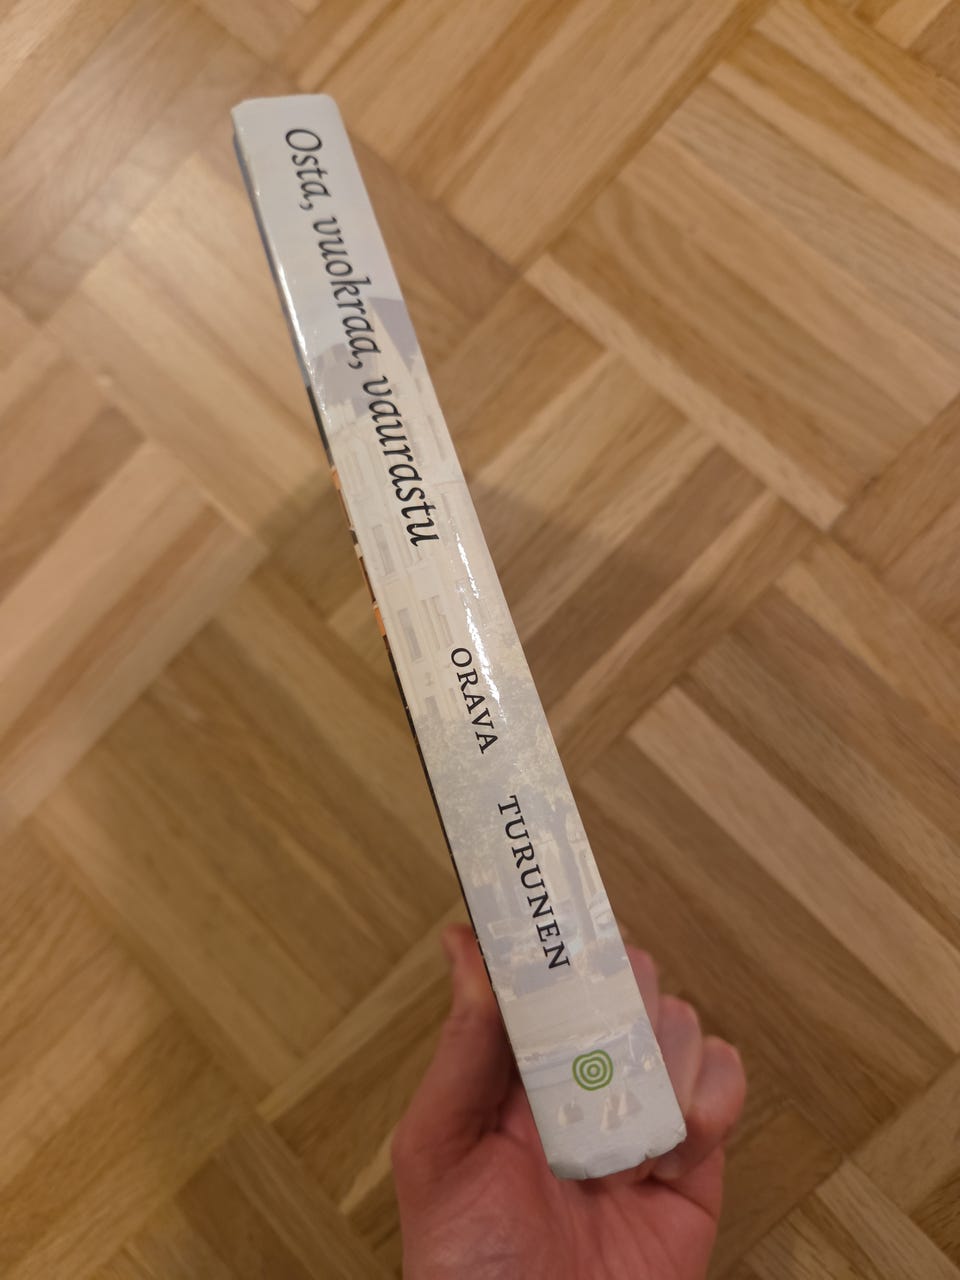 Osta, vuokraa, vaurastu
ORAVA
TURUNEN